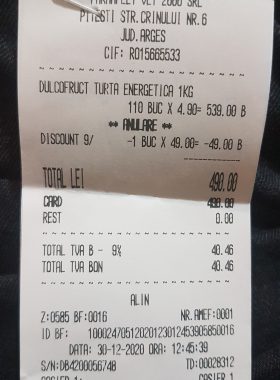 PITESTI STR.CRINULUI NR.6
JUD.ARGES
CIF: RO15665533
DULCOFRUCT TURTA ENERGETICA 1KG
110 BUC X 4.90= 539.00 B
⇔ ANULARE ⇔
DISCOUNT 9/ -1 BUC X 49.00= -49.00 B
TOTAL LEI 490.00
CARD 490.00
REST 0.00
TOTAL TVA B - 9% 40.46
TOTAL TVA BON 40.46
ALIN
Z:0585 BF:0016 NR.AMEF:0001
ID BF: 10002470512020123012453905850016
DATA: 30-12-2020 ORA: 12:45:39
S/N:DB4200056748 TD:00028312
CASIER 1